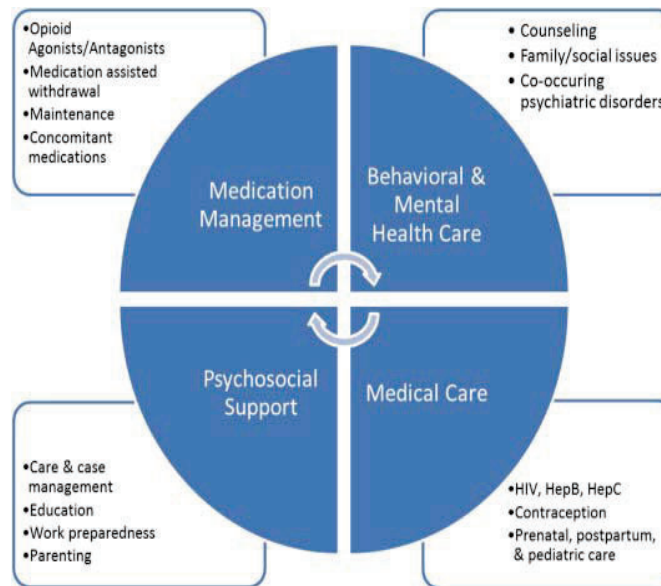 •Opioid
Agonists/Antagonists
•Medication assisted
withdrawal
•Maintenance
•Concomitant
medications
• Counseling
• Family/social issues
• Co-occuring
psychiatric disorders
Medication
Management
Behavioral &
Mental
Health Care
Psychosocial
Support
Medical Care
•Care & case
management
•Education
•Work preparedness
•Parenting
•HIV, HepB, HepC
•Contraception
•Prenatal, postpartum,
& pediatric care